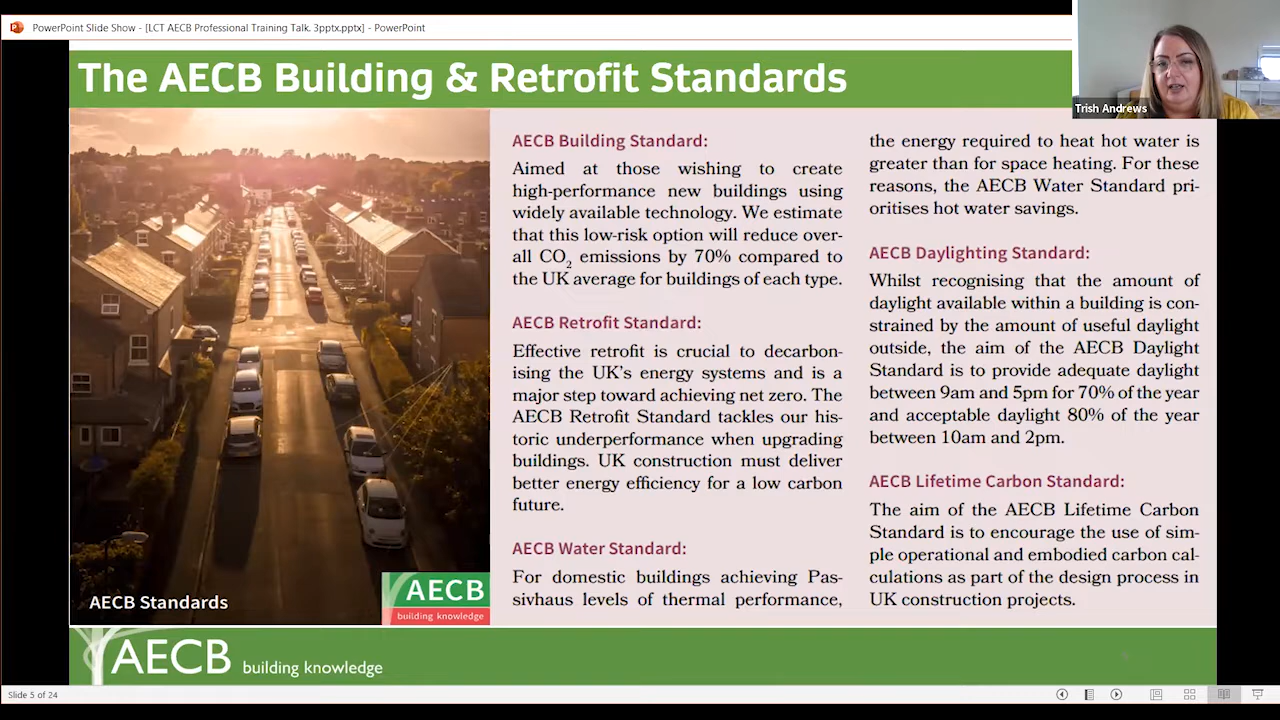 PowerPoint Slide Show - [LCT AECB Professional Training Talk. 3pptx.pptx] - PowerPoint
Trish Andrews
The AECB Building & Retrofit Standards
AECB Building Standard:
Aimed at those wishing to create
high-performance new buildings using
widely available technology. We estimate
that this low-risk option will reduce over-
all CO2 emissions by 70% compared to
the UK average for buildings of each type.
AECB Retrofit Standard:
Effective retrofit is crucial to decarbon-
ising the UK's energy systems and is a
major step toward achieving net zero. The
AECB Retrofit Standard tackles our his-
toric underperformance when upgrading
buildings. UK construction must deliver
better energy efficiency for a low carbon
future.
AECB Water Standard:
For domestic buildings achieving Pas-
sivhaus levels of thermal performance,
the energy required to heat hot water is
greater than for space heating. For these
reasons, the AECB Water Standard pri-
oritises hot water savings.
AECB Daylighting Standard:
Whilst recognising that the amount of
daylight available within a building is con-
strained by the amount of useful daylight
outside, the aim of the AECB Daylight
Standard is to provide adequate daylight
between 9am and 5pm for 70% of the year
and acceptable daylight 80% of the year
between 10am and 2pm.
AECB Lifetime Carbon Standard:
The aim of the AECB Lifetime Carbon
Standard is to encourage the use of sim-
ple operational and embodied carbon cal-
culations as part of the design process in
UK construction projects.
AECB Standards
AECB
building knowledge
AECB building knowledge
Slide 5 of 24